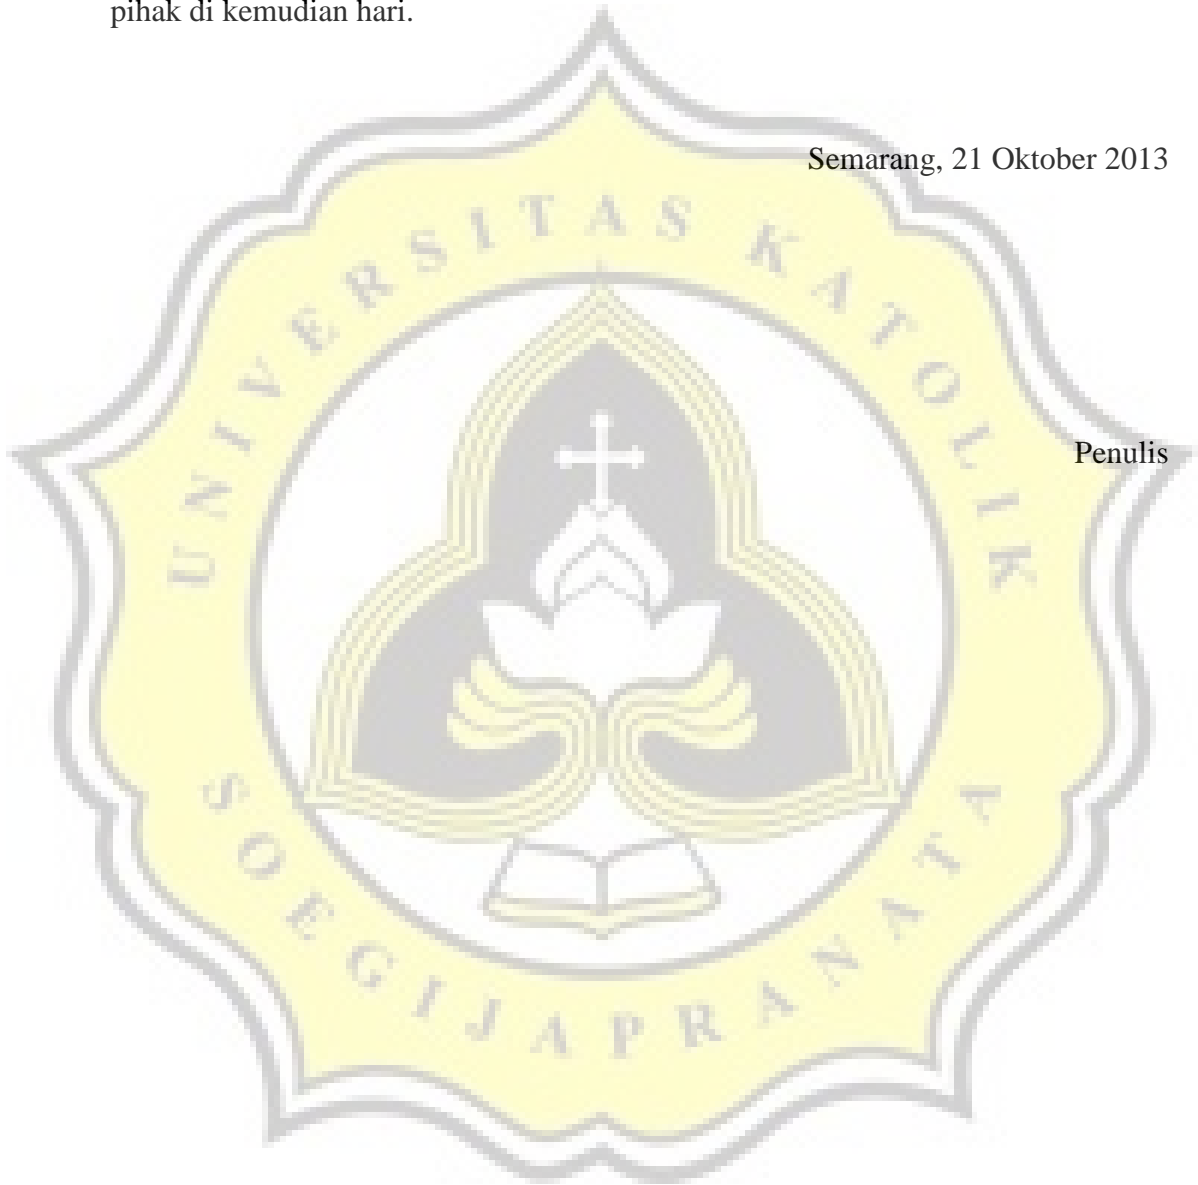 pihak di kemudian hari.
Semarang, 21 Oktober 2013
Penulis
UNIVERSITAS KATOLIK
SOEGIJAPRANATA